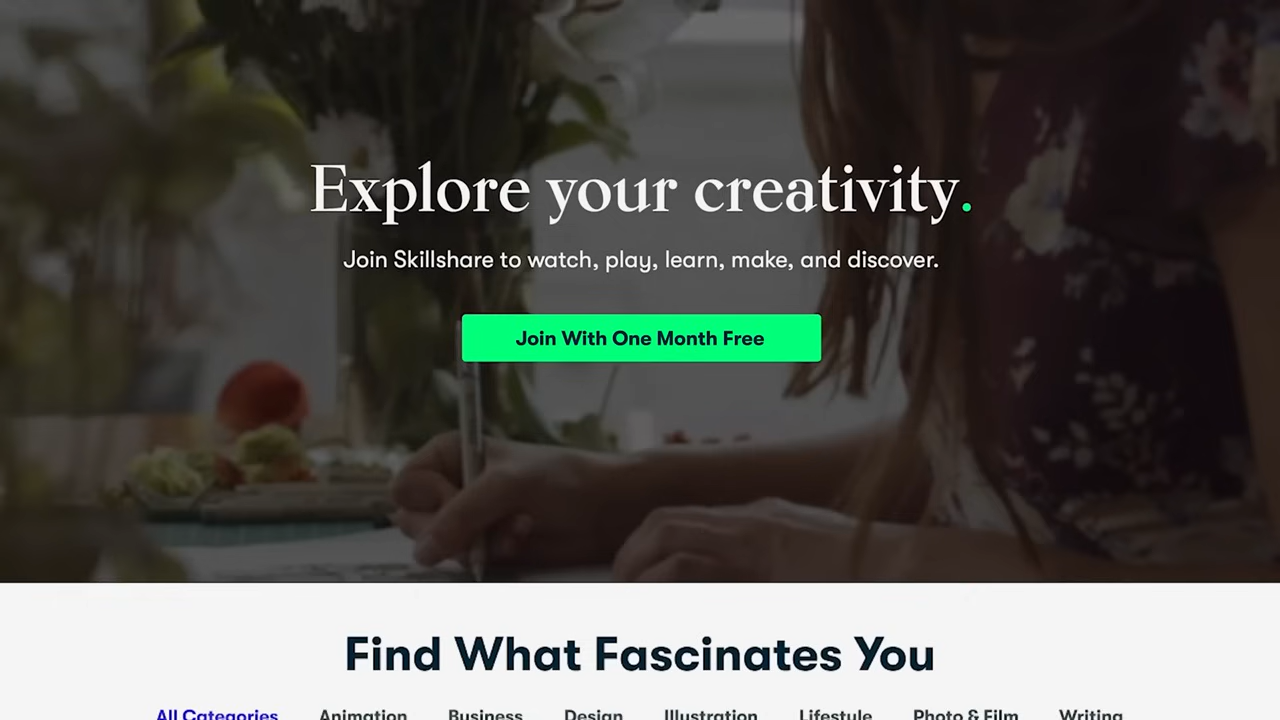 Explore your creativity.
Join Skillshare to watch, play, learn, make, and discover.
Join With One Month Free
Find What Fascinates You
All Categories Animation Business Design Illustration Lifestyle Photo & Film Writing